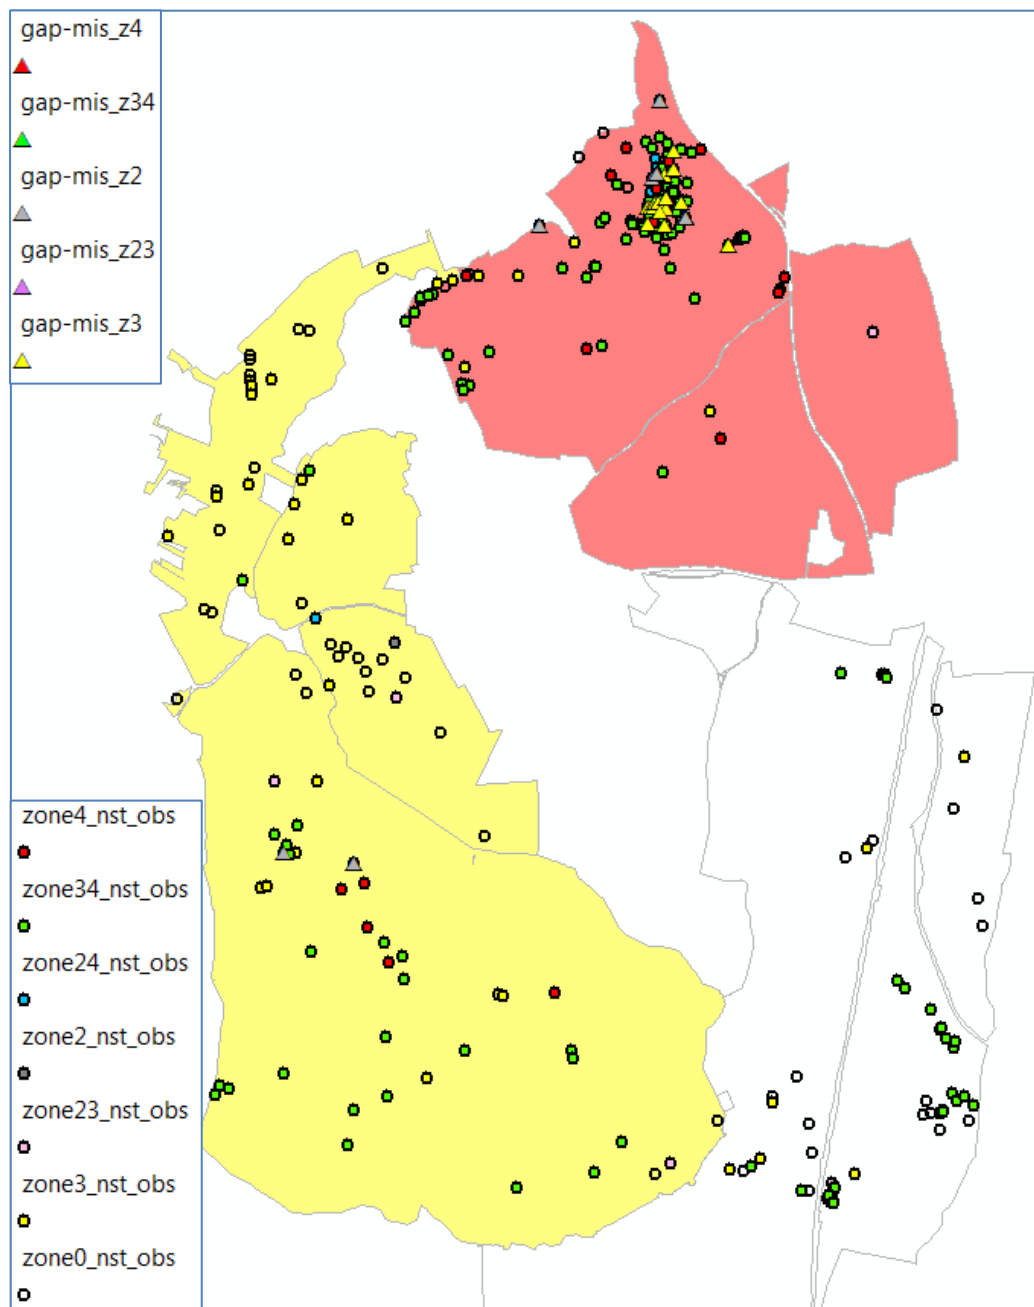 gap-mis_z4
gap-mis_z34
gap-mis_z2
gap-mis_z23
gap-mis_z3
zone4_nst_obs
zone34_nst_obs
zone24_nst_obs
zone2_nst_obs
zone23_nst_obs
zone3_nst_obs
zone0_nst_obs